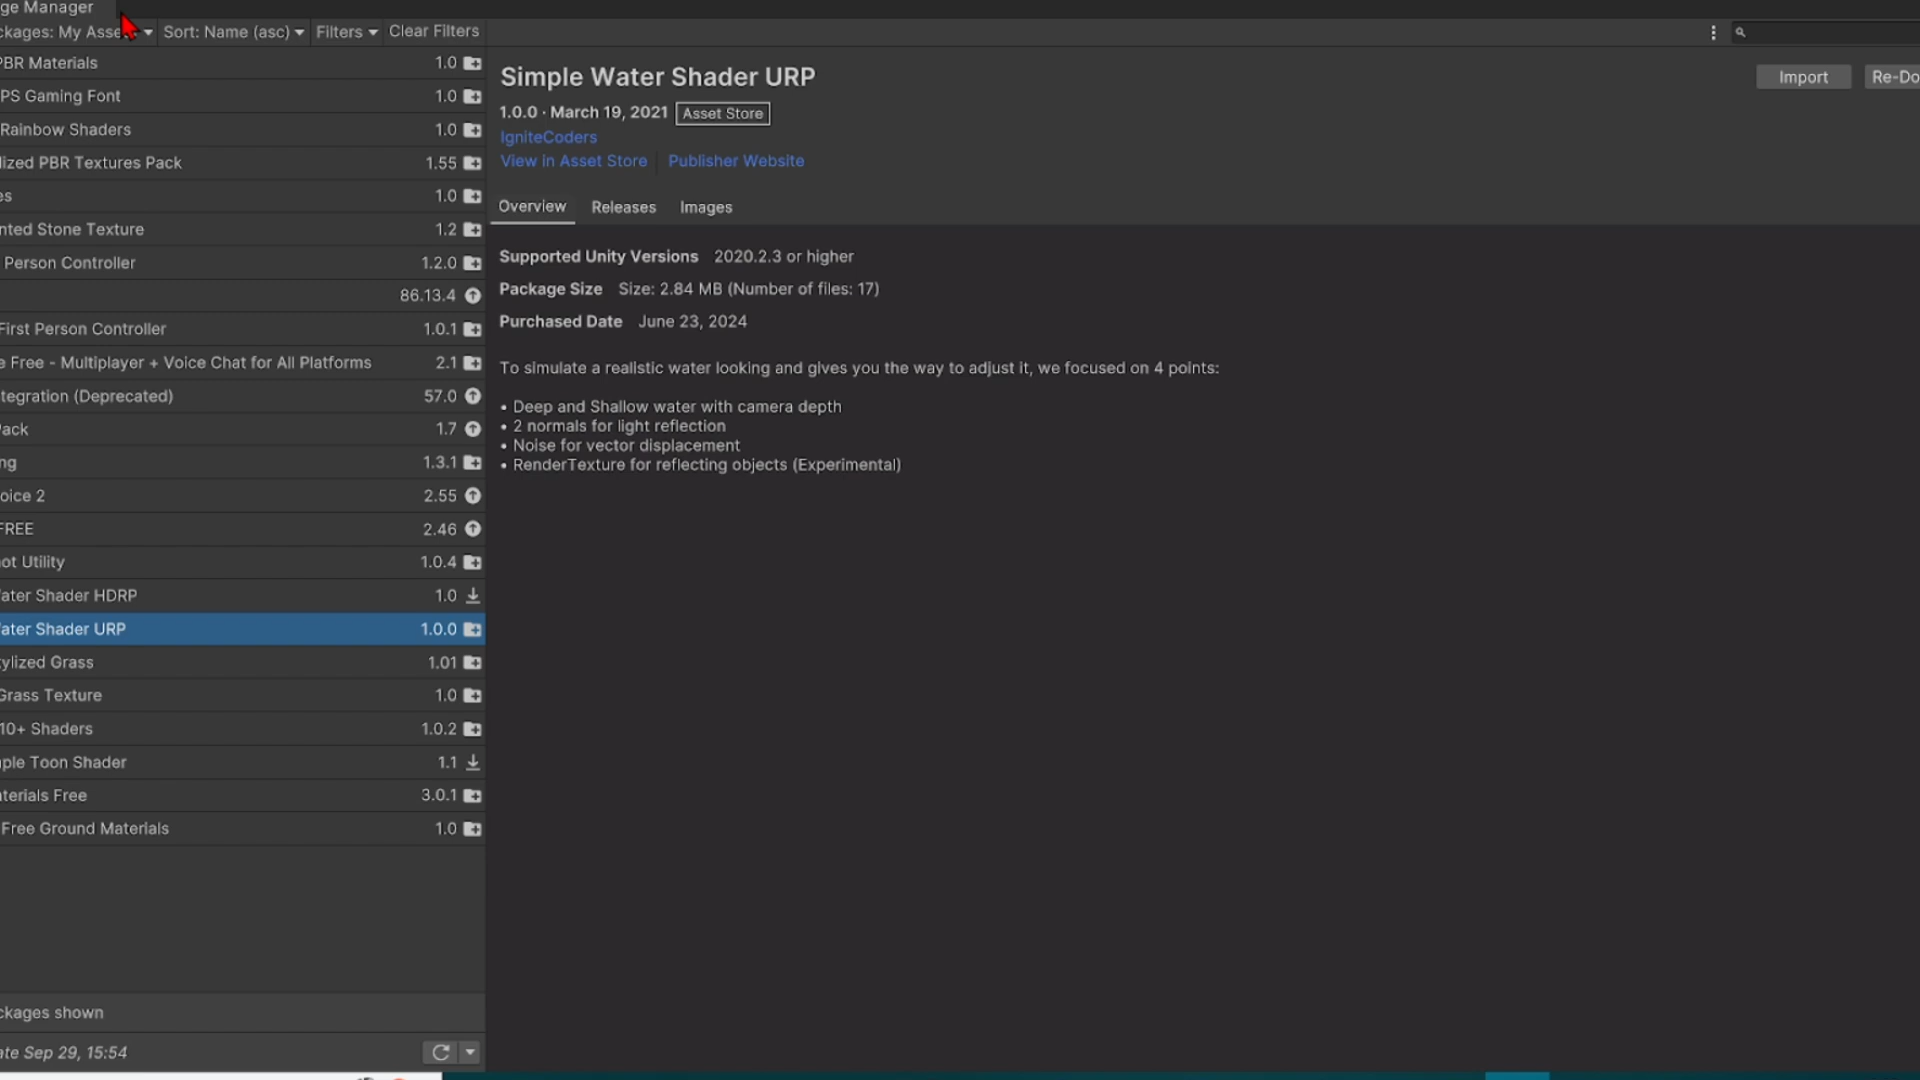 ge Manager
ckages: My Asse Sort: Name (asc) Filters Clear Filters
PBR Materials 1.0
PS Gaming Font 1.0
Rainbow Shaders 1.0
lized PBR Textures Pack 1.55
es 1.0
nted Stone Texture 1.2
Person Controller 1.2.0
86.13.4
First Person Controller 1.0.1
e Free - Multiplayer + Voice Chat for All Platforms 2.1
tegration (Deprecated) 57.0
ack 1.7
ng 1.3.1
oice 2 2.55
FREE 2.46
ot Utility 1.0.4
ater Shader HDRP 1.0
ater Shader URP 1.0.0
tylized Grass 1.01
Grass Texture 1.0
10+ Shaders 1.0.2
ple Toon Shader 1.1
terials Free 3.0.1
Free Ground Materials 1.0
ckages shown
ate Sep 29, 15:54
Simple Water Shader URP
Import Re-Do
1.0.0 · March 19, 2021 Asset Store
IgniteCoders
View in Asset Store Publisher Website
Overview Releases Images
Supported Unity Versions 2020.2.3 or higher
Package Size Size: 2.84 MB (Number of files: 17)
Purchased Date June 23, 2024
To simulate a realistic water looking and gives you the way to adjust it, we focused on 4 points:
• Deep and Shallow water with camera depth
• 2 normals for light reflection
• Noise for vector displacement
• RenderTexture for reflecting objects (Experimental)